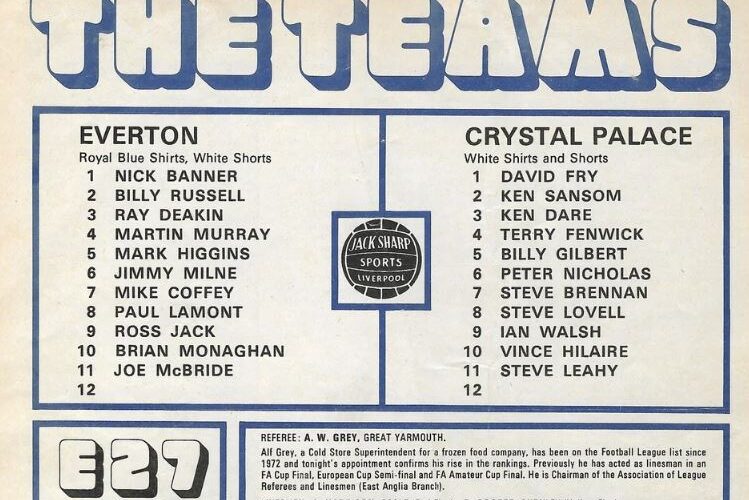 THE TEAMS
EVERTON
Royal Blue Shirts, White Shorts
1 NICK BANNER
2 BILLY RUSSELL
3 RAY DEAKIN
4 MARTIN MURRAY
5 MARK HIGGINS
6 JIMMY MILNE
7 MIKE COFFEY
8 PAUL LAMONT
9 ROSS JACK
10 BRIAN MONAGHAN
11 JOE McBRIDE
12
JACK SHARP
SPORTS
LIVERPOOL
CRYSTAL PALACE
White Shirts and Shorts
1 DAVID FRY
2 KEN SANSOM
3 KEN DARE
4 TERRY FENWICK
5 BILLY GILBERT
6 PETER NICHOLAS
7 STEVE BRENNAN
8 STEVE LOVELL
9 IAN WALSH
10 VINCE HILAIRE
11 STEVE LEAHY
12
E27
REFEREE: A. W. GREY, GREAT YARMOUTH.
Alf Grey, a Cold Store Superintendent for a frozen food company, has been on the Football League list since
1972 and tonight's appointment confirms his rise in the rankings. Previously he has acted as linesman in an
FA Cup Final, European Cup Semi-final and FA Amateur Cup Final. He is Chairman of the Association of League
Referees and Linesmen (East Anglia Branch).